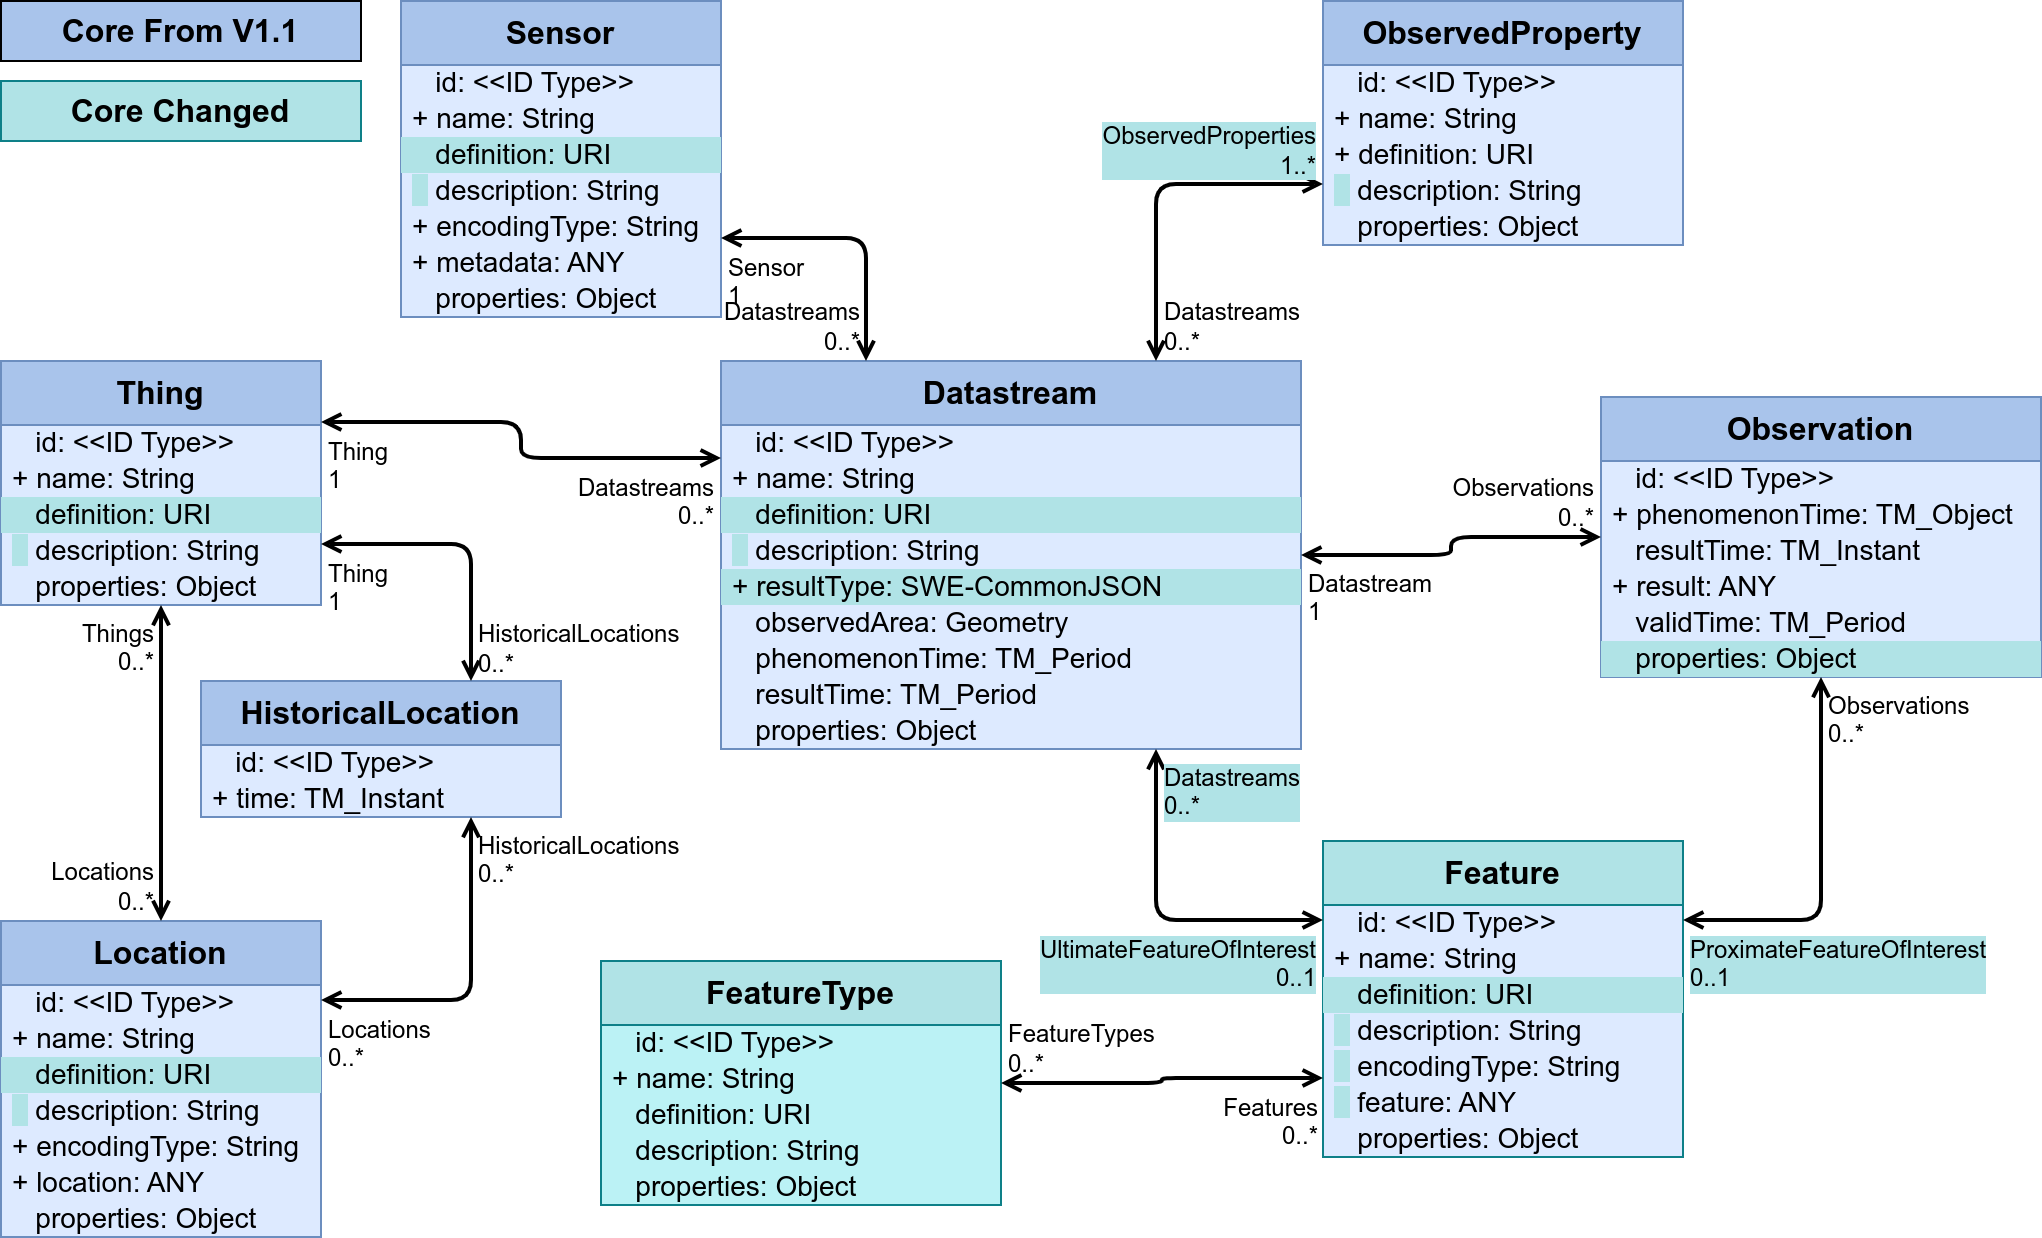 Core From V1.1
Core Changed
Sensor
id: <<ID Type>>
+ name: String
definition: URI
description: String
+ encodingType: String
+ metadata: ANY
properties: Object
ObservedProperty
id: <<ID Type>>
+ name: String
+ definition: URI
description: String
properties: Object
ObservedProperties
1..*
Sensor
1
Datastreams
0..*
Datastreams
0..*
Thing
id: <<ID Type>>
+ name: String
definition: URI
description: String
properties: Object
Thing
1
Datastreams
0..*
Thing
1
Datastream
id: <<ID Type>>
+ name: String
definition: URI
description: String
+ resultType: SWE-CommonJSON
observedArea: Geometry
phenomenonTime: TM_Period
resultTime: TM_Period
properties: Object
Observations
0..*
Datastream
1
Observation
id: <<ID Type>>
+ phenomenonTime: TM_Object
resultTime: TM_Instant
+ result: ANY
validTime: TM_Period
properties: Object
Things
0..*
HistoricalLocations
0..*
HistoricalLocation
id: <<ID Type>>
+ time: TM_Instant
HistoricalLocations
0..*
Locations
0..*
Location
id: <<ID Type>>
+ name: String
definition: URI
description: String
+ encodingType: String
+ location: ANY
properties: Object
Locations
0..*
Datastreams
0..*
Observations
0..*
UltimateFeatureOfInterest
0..1
ProximateFeatureOfInterest
0..1
FeatureType
id: <<ID Type>>
+ name: String
definition: URI
description: String
properties: Object
FeatureTypes
0..*
Features
0..*
Feature
id: <<ID Type>>
+ name: String
definition: URI
description: String
encodingType: String
feature: ANY
properties: Object